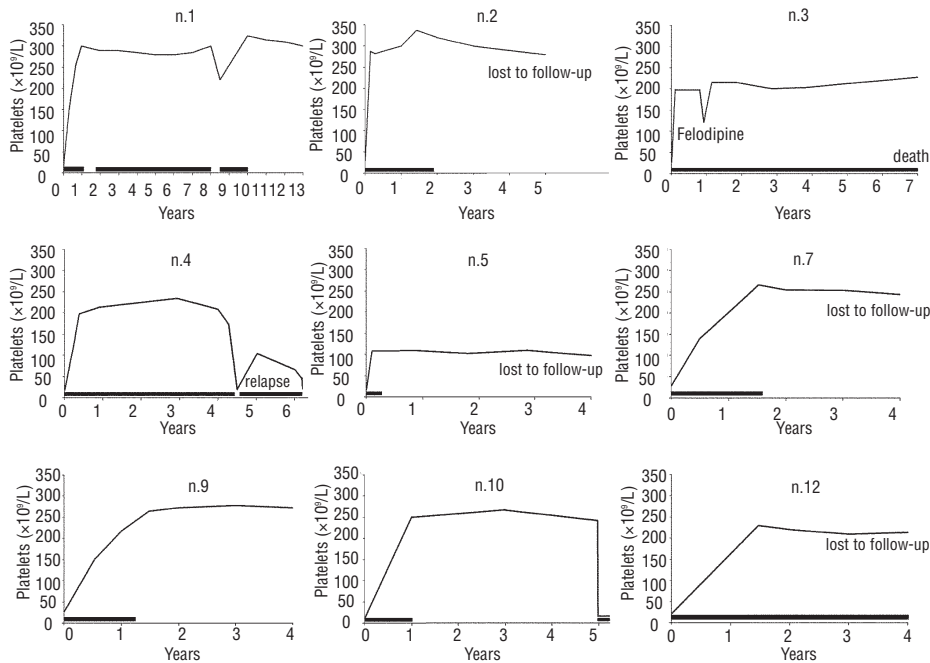 n.1
Platelets (×10⁹/L)
350
300
250
200
150
100
50
0
0 1 2 3 4 5 6 7 8 9 10 11 12 13
Years
n.2
Platelets (×10⁹/L)
350
300
250
200
150
100
50
0
lost to follow-up
0 1 2 3 4 5
Years
n.3
Platelets (×10⁹/L)
350
300
250
200
150
100
50
0
Felodipine
death
0 1 2 3 4 5 6 7
Years
n.4
Platelets (×10⁹/L)
350
300
250
200
150
100
50
0
relapse
0 1 2 3 4 5 6
Years
n.5
Platelets (×10⁹/L)
350
300
250
200
150
100
50
0
lost to follow-up
0 1 2 3 4
Years
n.7
Platelets (×10⁹/L)
350
300
250
200
150
100
50
0
lost to follow-up
0 1 2 3 4
Years
n.9
Platelets (×10⁹/L)
350
300
250
200
150
100
50
0
0 1 2 3 4
Years
n.10
Platelets (×10⁹/L)
350
300
250
200
150
100
50
0
0 1 2 3 4 5
Years
n.12
Platelets (×10⁹/L)
350
300
250
200
150
100
50
0
lost to follow-up
0 1 2 3 4
Years